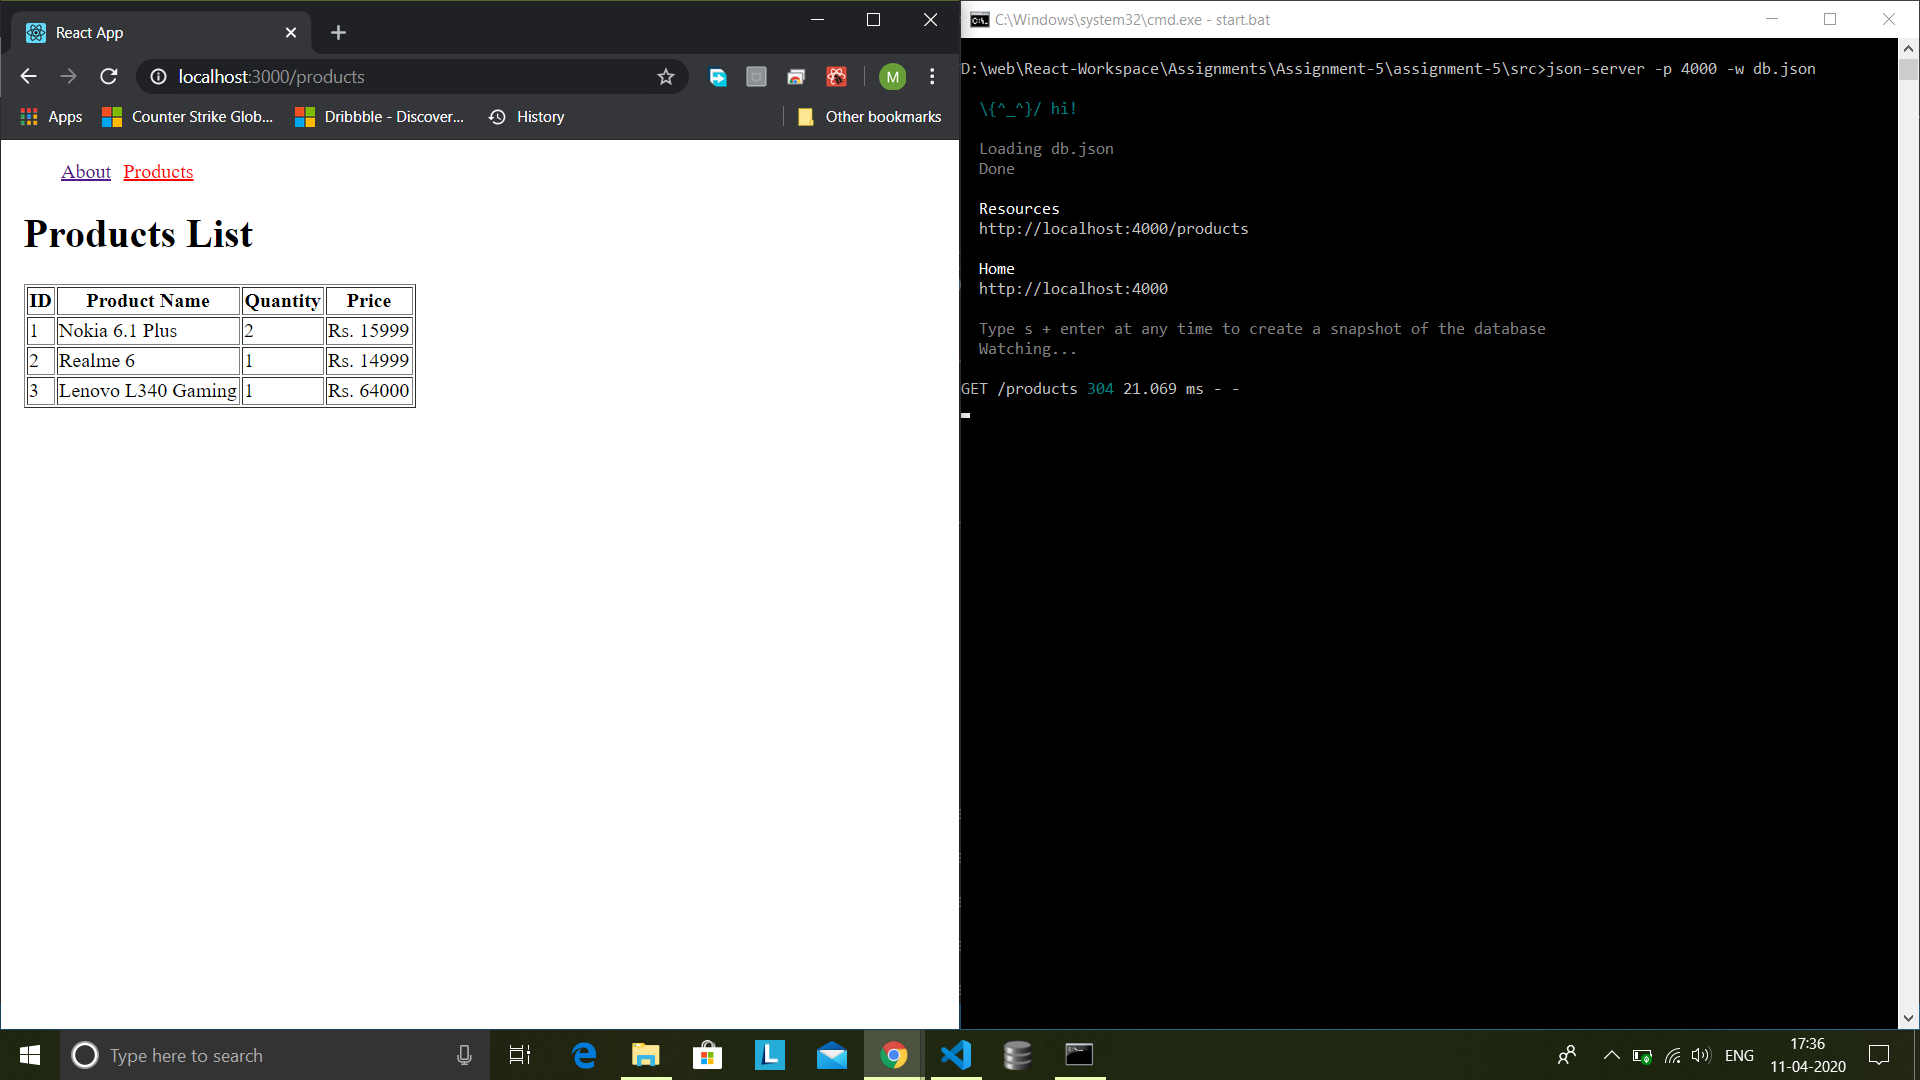 React App
localhost:3000/products
M
Apps
Counter Strike Glob...
Dribbble - Discover...
History
Other bookmarks
About Products
Products List
ID Product Name Quantity Price
1 Nokia 6.1 Plus 2 Rs. 15999
2 Realme 6 1 Rs. 14999
3 Lenovo L340 Gaming 1 Rs. 64000
C:\Windows\system32\cmd.exe - start.bat
D:\web\React-Workspace\Assignments\Assignment-5\assignment-5\src>json-server -p 4000 -w db.json
\{^_^}/ hi!
Loading db.json
Done
Resources
http://localhost:4000/products
Home
http://localhost:4000
Type s + enter at any time to create a snapshot of the database
Watching...
GET /products 304 21.069 ms - -
Type here to search
L
ENG
17:36
11-04-2020